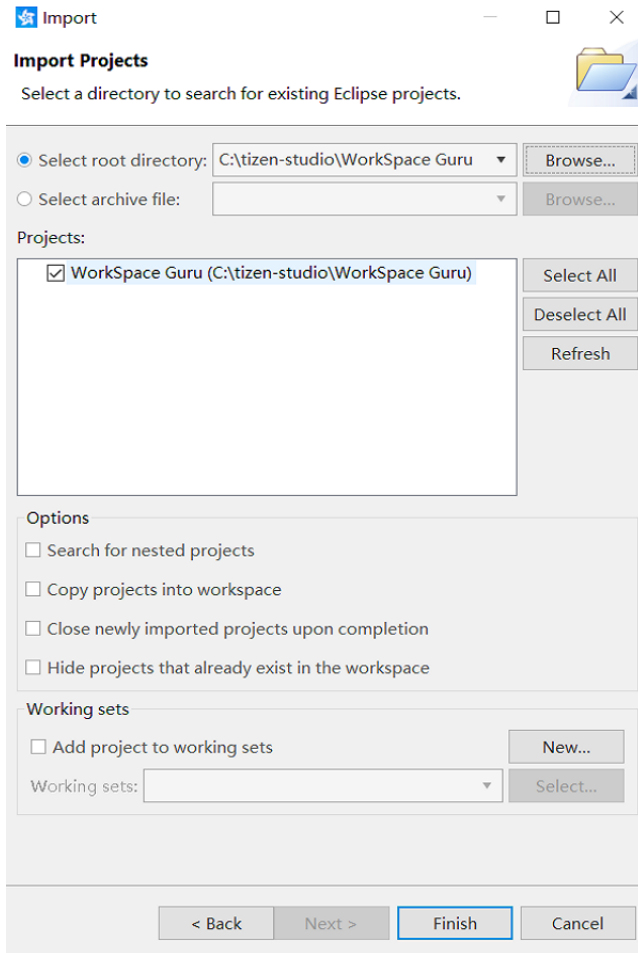 Import
Import Projects
Select a directory to search for existing Eclipse projects.
Select root directory: C:\tizen-studio\WorkSpace Guru Browse...
Select archive file: Browse...
Projects:
WorkSpace Guru (C:\tizen-studio\WorkSpace Guru) Select All
Deselect All
Refresh
Options
Search for nested projects
Copy projects into workspace
Close newly imported projects upon completion
Hide projects that already exist in the workspace
Working sets
Add project to working sets New...
Working sets: Select...
< Back Next > Finish Cancel